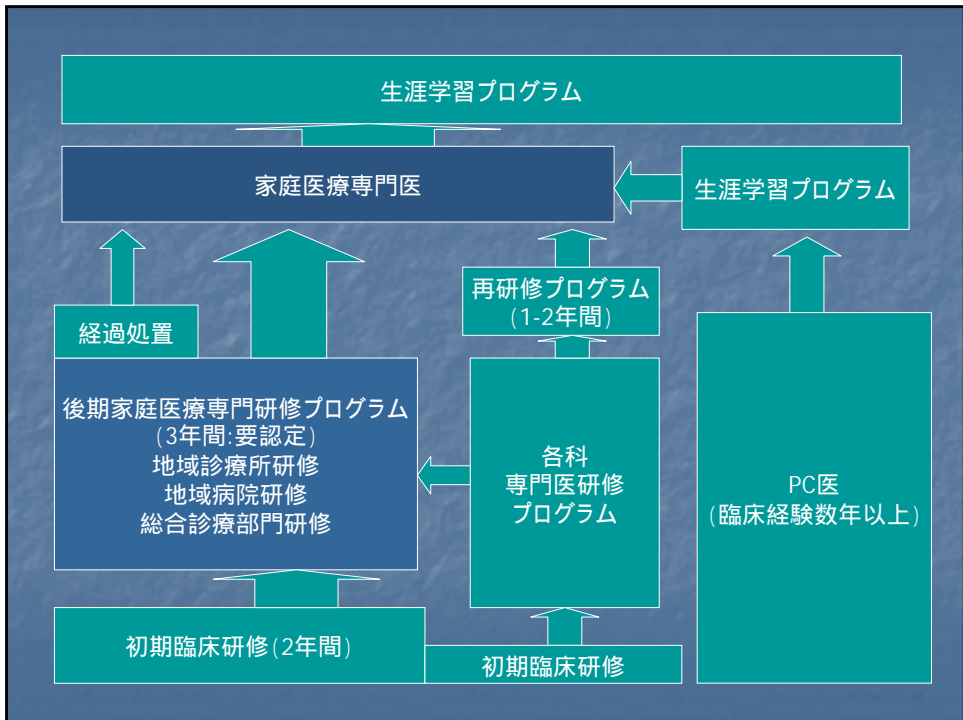 生涯学習プログラム
家庭医療専門医
生涯学習プログラム
再研修プログラム
(1-2年間)
経過処置
後期家庭医療専門研修プログラム
(3年間:要認定)
地域診療所研修
地域病院研修
総合診療部門研修
各科
専門医研修
プログラム
PC医
(臨床経験数年以上)
初期臨床研修(2年間)
初期臨床研修